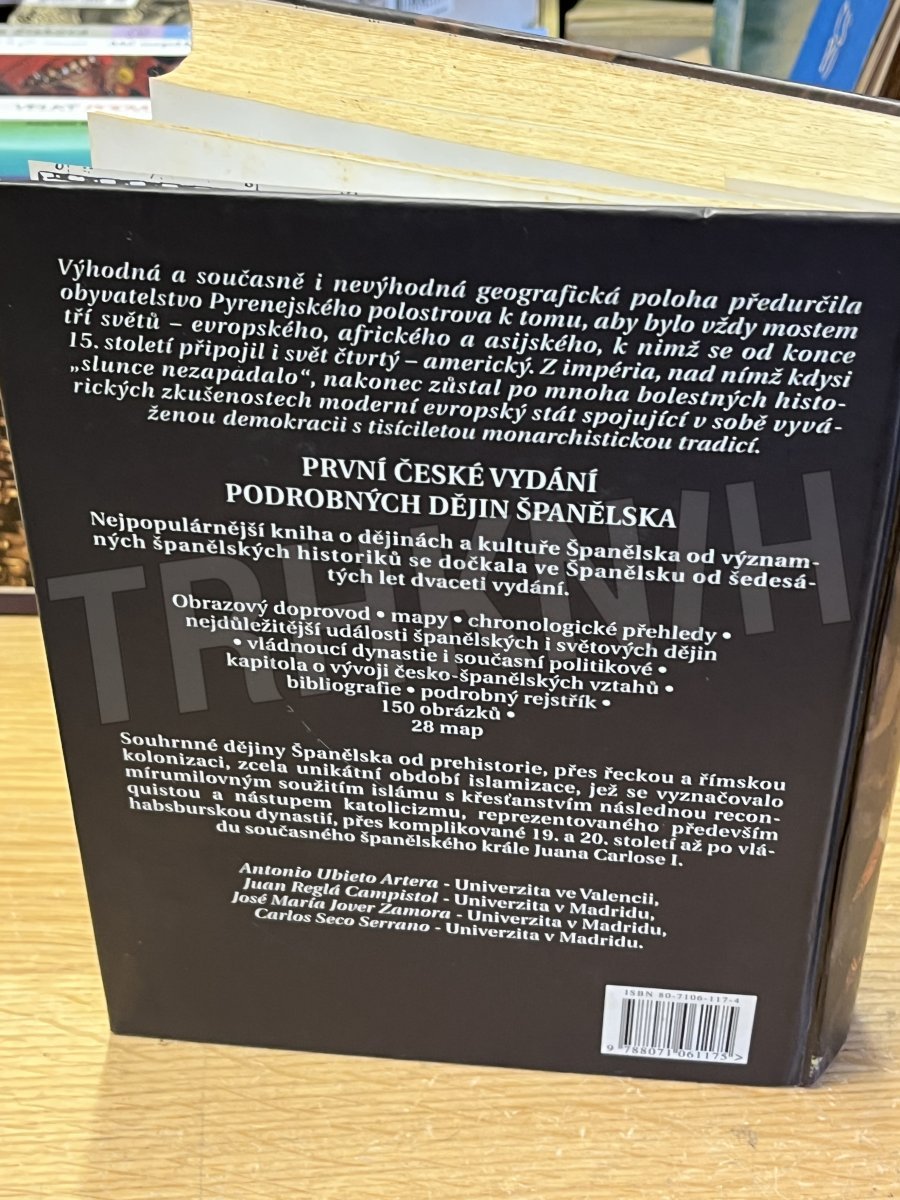 Výhodná a současně i nevýhodná geografická poloha předurčila
obyvatelstvo Pyrenejského polostrova k tomu, aby bylo vždy mostem
tří světů – evropského, afrického a asijského, k nimž se od konce
15. století připojil i svět čtvrtý – americký. Z impéria, nad nímž kdysi
„slunce nezapadalo“, nakonec zůstal po mnoha bolestných histo-
rických zkušenostech moderní evropský stát spojující v sobě vyvá-
ženou demokracii s tisíciletou monarchistickou tradicí.
PRVNÍ ČESKÉ VYDÁNÍ
PODROBNÝCH DĚJIN ŠPANĚLSKA
Nejpopulárnější kniha o dějinách a kultuře Španělska od význam-
ných španělských historiků se dočkala ve Španělsku od šedesá-
tých let dvaceti vydání.
Obrazový doprovod • mapy • chronologické přehledy •
nejdůležitější události španělských i světových dějin
• vládnoucí dynastie i současní politikové •
kapitola o vývoji česko-španělských vztahů •
bibliografie • podrobný rejstřík •
150 obrázků •
28 map
Souhrnné dějiny Španělska od prehistorie, přes řeckou a římskou
kolonizaci, zcela unikátní období islamizace, jež se vyznačovalo
mírumilovným soužitím islámu s křesťanstvím následnou recon-
quistou a nástupem katolicizmu, reprezentovaného především
habsburskou dynastií, přes komplikované 19. a 20. století až po vlá-
du současného španělského krále Juana Carlose I.
Antonio Ubieto Artera - Univerzita ve Valencii,
Juan Reglá Campistol - Univerzita v Madridu,
José María Jover Zamora - Univerzita v Madridu,
Carlos Seco Serrano - Univerzita v Madridu.
ISBN 80-7106-117-4
9 788071 061175 >
TRHKNIH